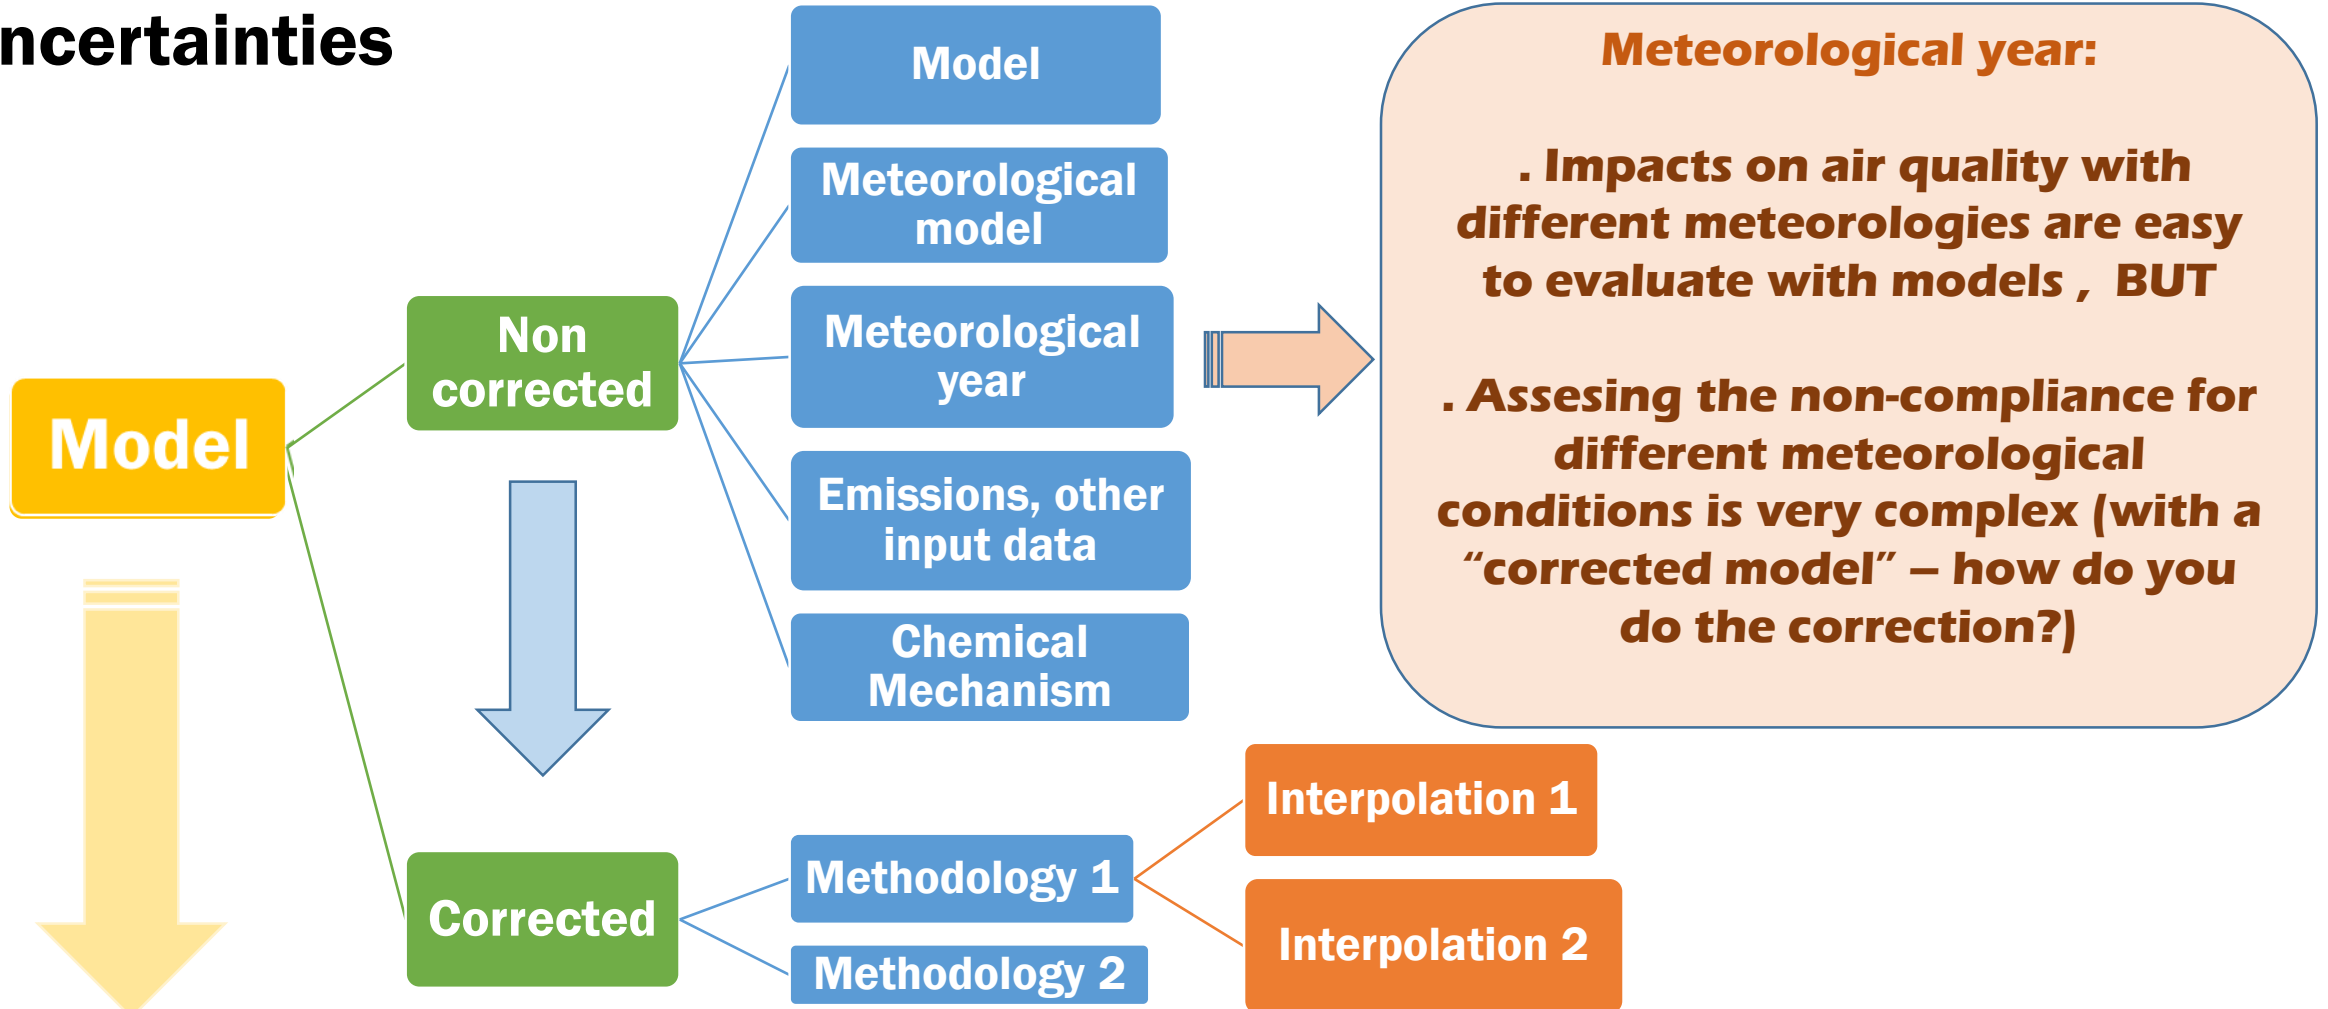 ncertainties
Model
Non
corrected
Corrected
Model
Meteorological
model
Meteorological
year
Emissions, other
input data
Chemical
Mechanism
Methodology 1
Methodology 2
Interpolation 1
Interpolation 2
Meteorological year:
. Impacts on air quality with
different meteorologies are easy
to evaluate with models ,  BUT
. Assesing the non-compliance for
different meteorological
conditions is very complex (with a
“corrected model” – how do you
do the correction?)